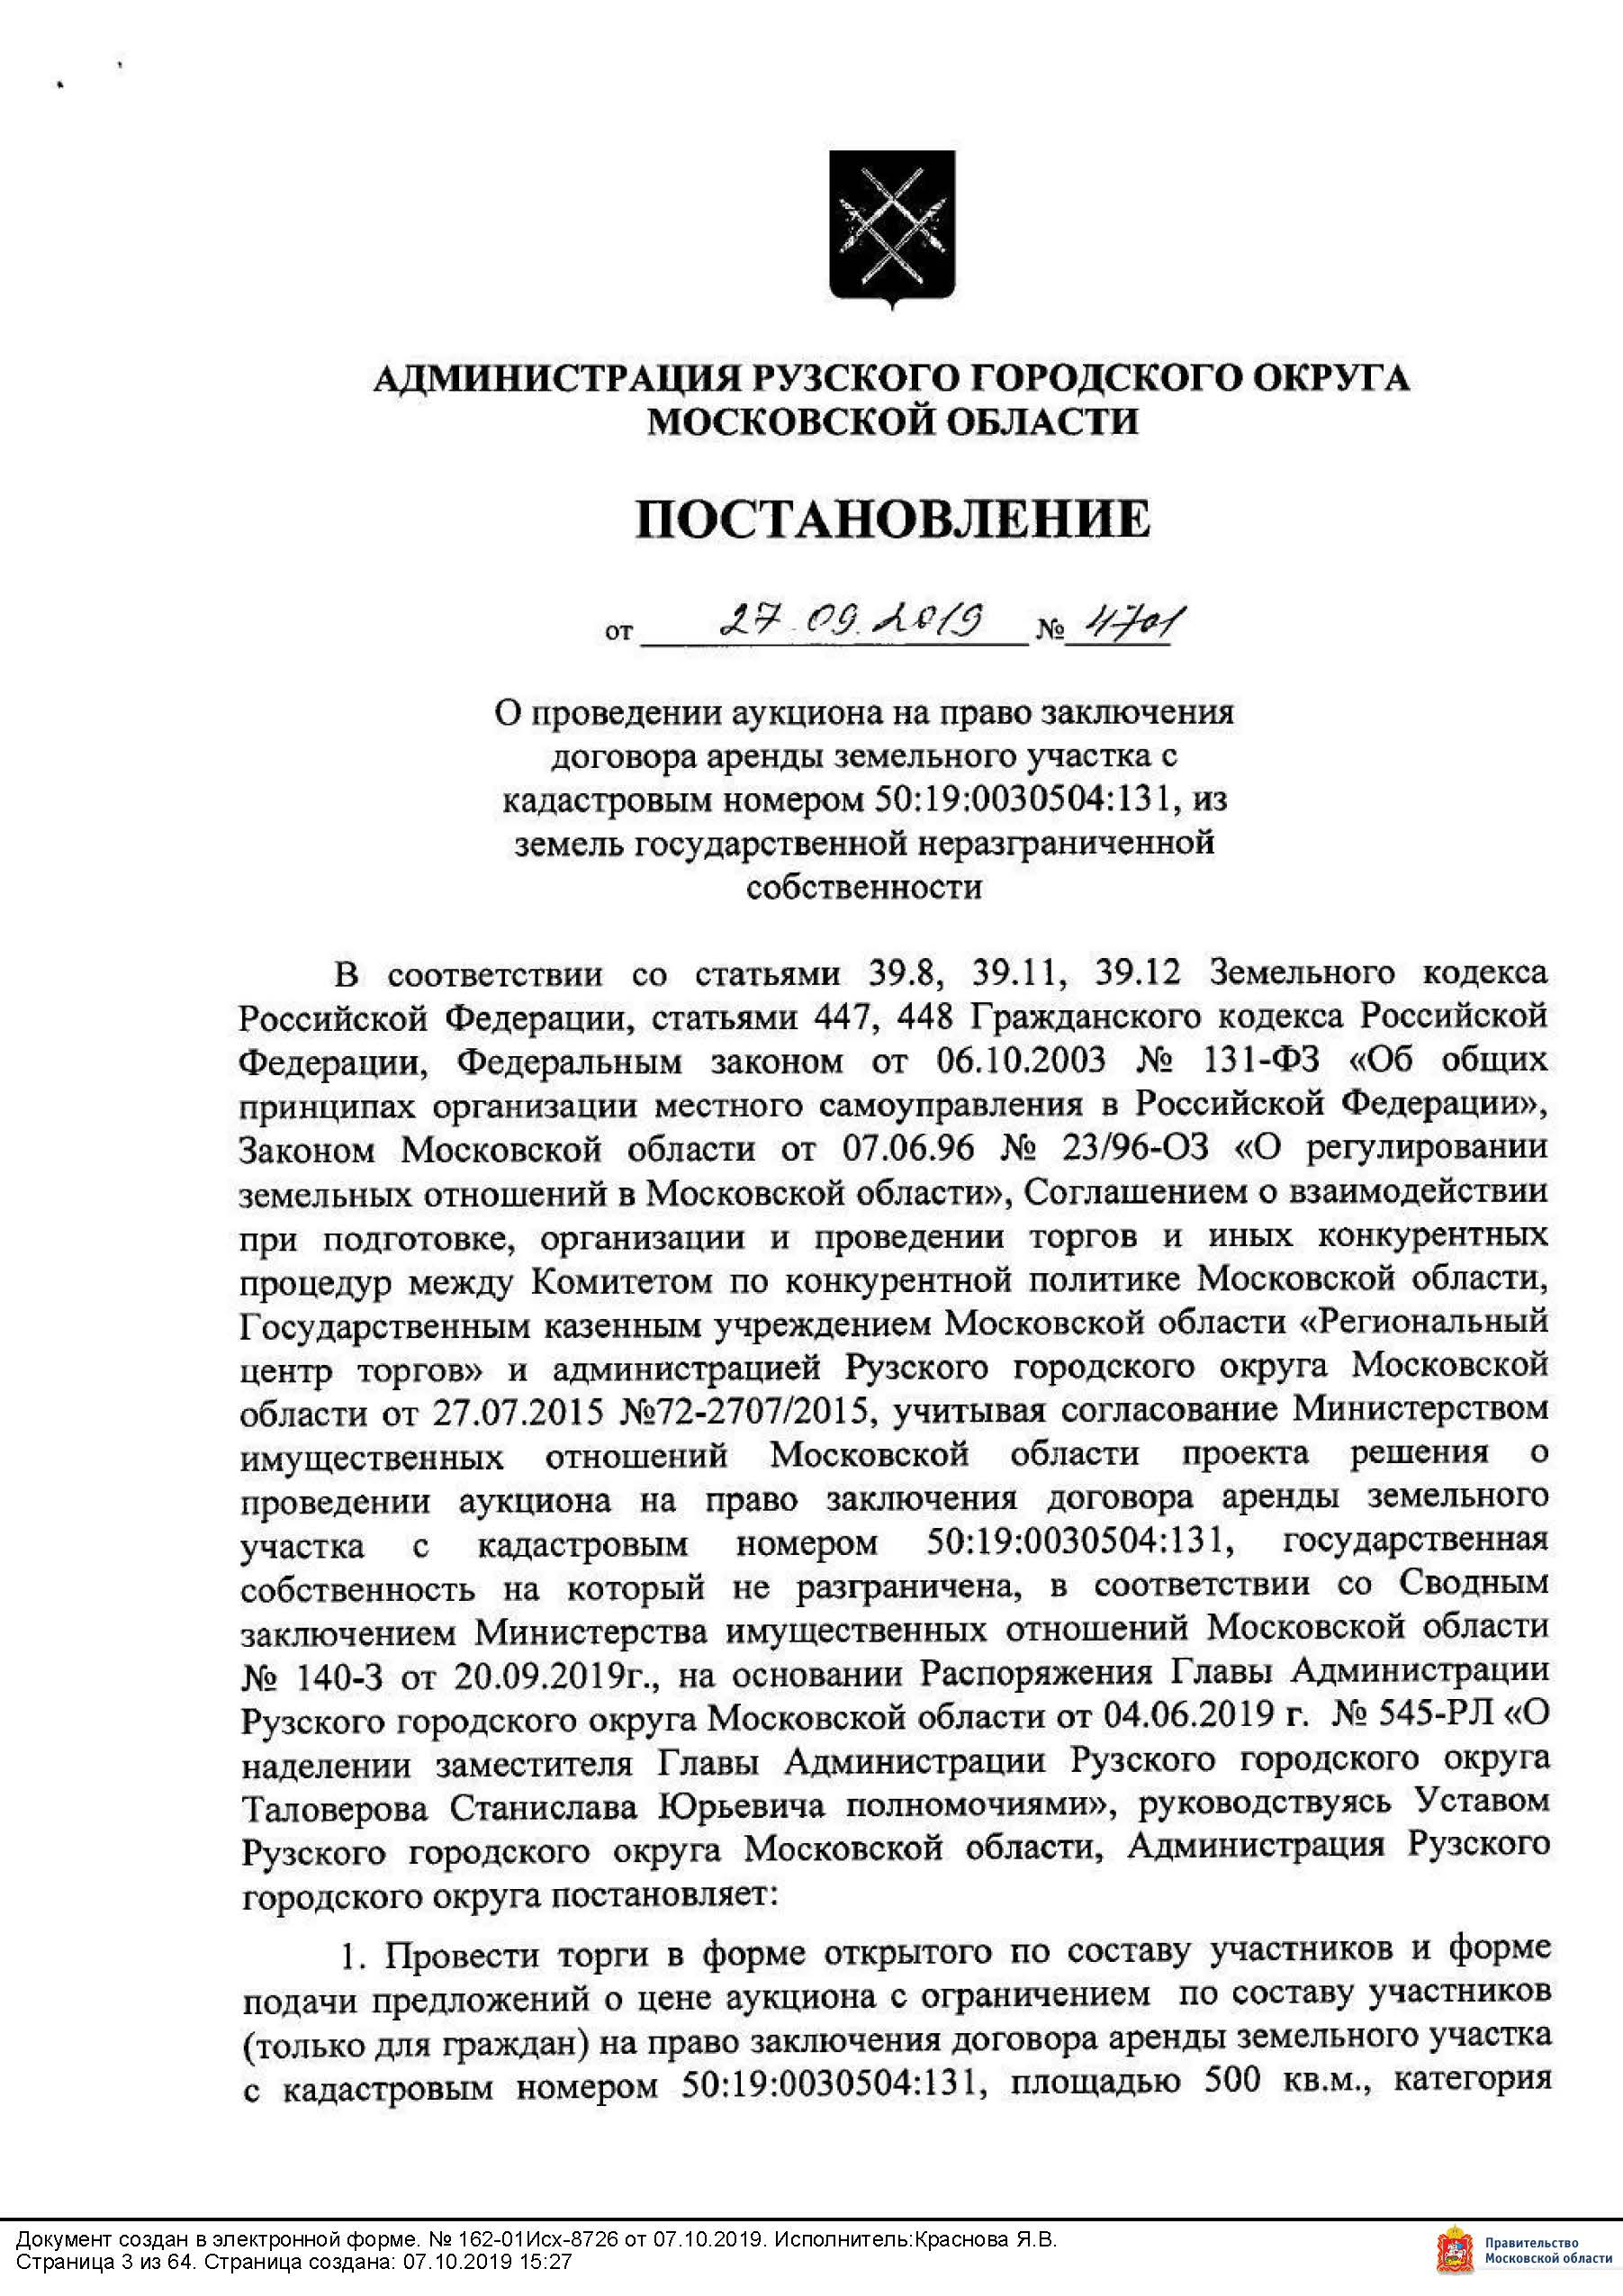 АДМИНИСТРАЦИЯ РУЗСКОГО ГОРОДСКОГО ОКРУГА
МОСКОВСКОЙ ОБЛАСТИ
ПОСТАНОВЛЕНИЕ
от 27.09.2019 № 4701
О проведении аукциона на право заключения
договора аренды земельного участка с
кадастровым номером 50:19:0030504:131, из
земель государственной неразграниченной
собственности
В соответствии со статьями 39.8, 39.11, 39.12 Земельного кодекса
Российской Федерации, статьями 447, 448 Гражданского кодекса Российской
Федерации, Федеральным законом от 06.10.2003 № 131-ФЗ «Об общих
принципах организации местного самоуправления в Российской Федерации»,
Законом Московской области от 07.06.96 № 23/96-ОЗ «О регулировании
земельных отношений в Московской области», Соглашением о взаимодействии
при подготовке, организации и проведении торгов и иных конкурентных
процедур между Комитетом по конкурентной политике Московской области,
Государственным казенным учреждением Московской области «Региональный
центр торгов» и администрацией Рузского городского округа Московской
области от 27.07.2015 №72-2707/2015, учитывая согласование Министерством
имущественных отношений Московской области проекта решения о
проведении аукциона на право заключения договора аренды земельного
участка с кадастровым номером 50:19:0030504:131, государственная
собственность на который не разграничена, в соответствии со Сводным
заключением Министерства имущественных отношений Московской области
№ 140-З от 20.09.2019г., на основании Распоряжения Главы Администрации
Рузского городского округа Московской области от 04.06.2019 г. № 545-РЛ «О
наделении заместителя Главы Администрации Рузского городского округа
Таловерова Станислава Юрьевича полномочиями», руководствуясь Уставом
Рузского городского округа Московской области, Администрация Рузского
городского округа постановляет:
1. Провести торги в форме открытого по составу участников и форме
подачи предложений о цене аукциона с ограничением по составу участников
(только для граждан) на право заключения договора аренды земельного участка
с кадастровым номером 50:19:0030504:131, площадью 500 кв.м., категория
Документ создан в электронной форме. № 162-01Исх-8726 от 07.10.2019. Исполнитель:Краснова Я.В.
Страница 3 из 64. Страница создана: 07.10.2019 15:27
Правительство
Московской области